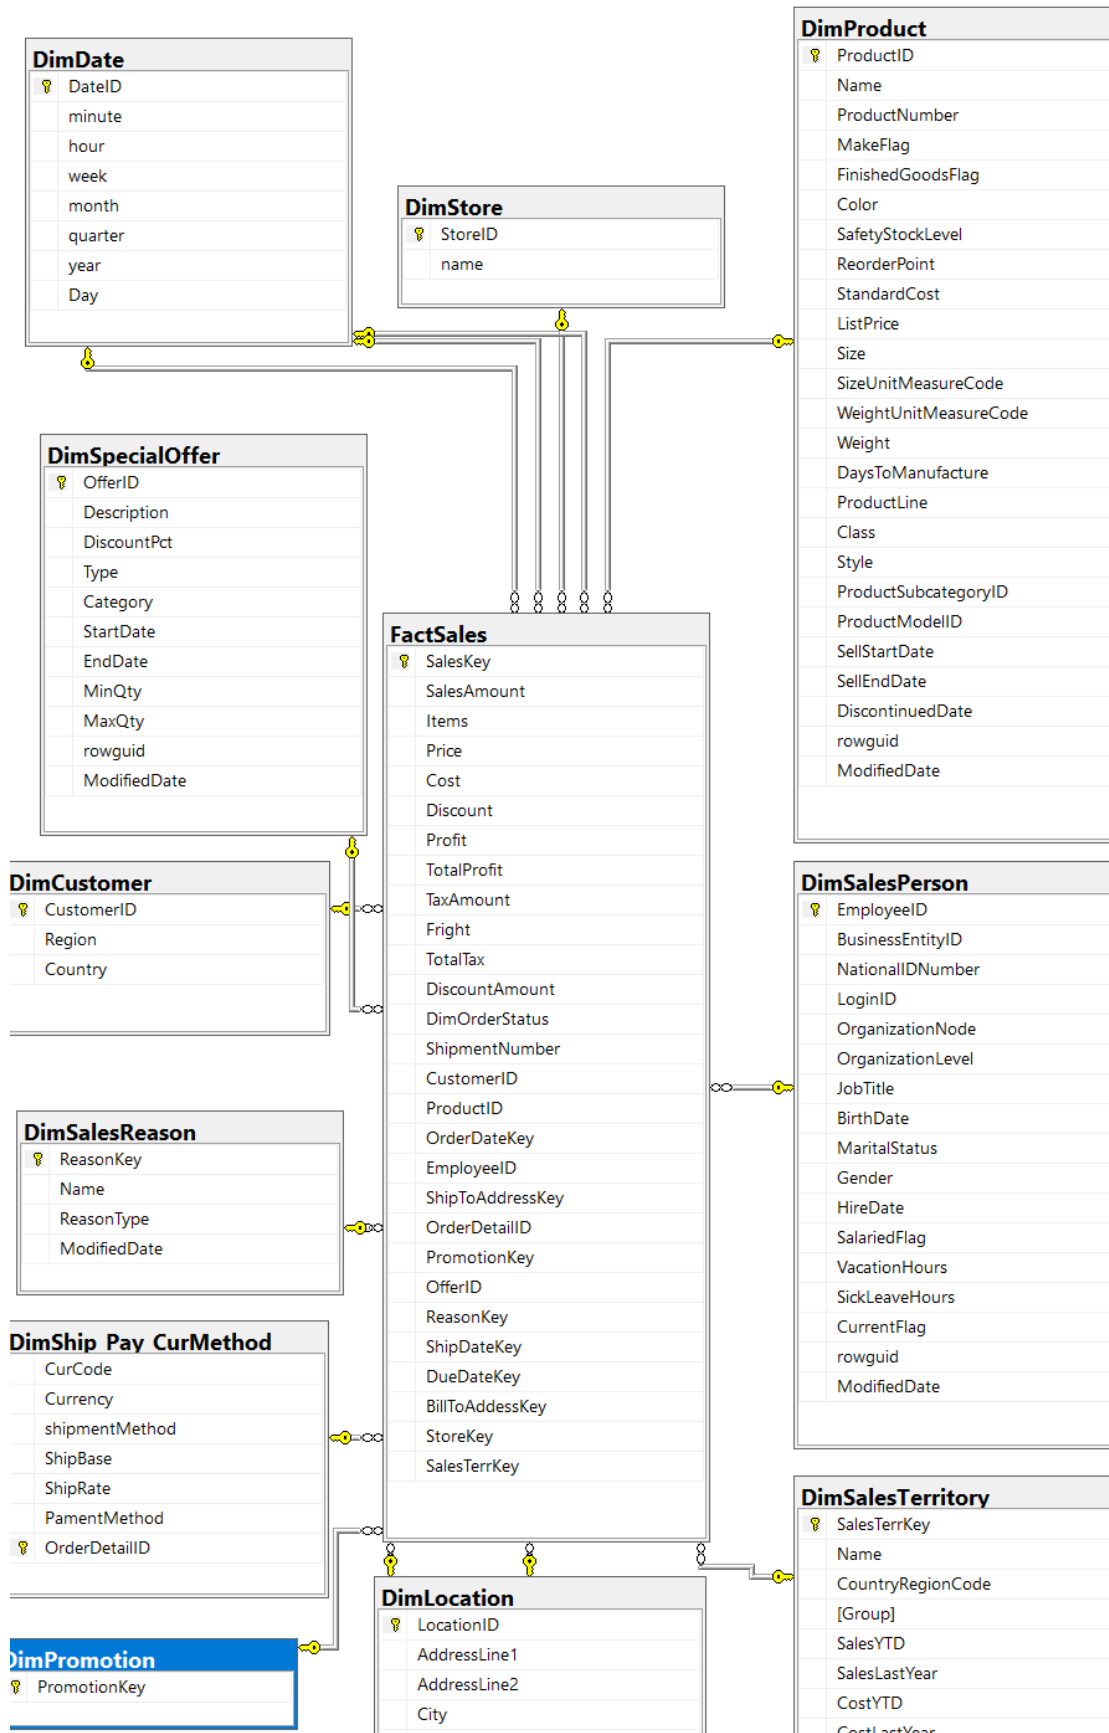 DimDate
DateID
minute
hour
week
month
quarter
year
Day
DimStore
StoreID
name
DimProduct
ProductID
Name
ProductNumber
MakeFlag
FinishedGoodsFlag
Color
SafetyStockLevel
ReorderPoint
StandardCost
ListPrice
Size
SizeUnitMeasureCode
WeightUnitMeasureCode
Weight
DaysToManufacture
ProductLine
Class
Style
ProductSubcategoryID
ProductModelID
SellStartDate
SellEndDate
DiscontinuedDate
rowguid
ModifiedDate
DimSpecialOffer
OfferID
Description
DiscountPct
Type
Category
StartDate
EndDate
MinQty
MaxQty
rowguid
ModifiedDate
FactSales
SalesKey
SalesAmount
Items
Price
Cost
Discount
Profit
TotalProfit
TaxAmount
Fright
TotalTax
DiscountAmount
DimOrderStatus
ShipmentNumber
CustomerID
ProductID
OrderDateKey
EmployeeID
ShipToAddressKey
OrderDetailID
PromotionKey
OfferID
ReasonKey
ShipDateKey
DueDateKey
BillToAddessKey
StoreKey
SalesTerrKey
DimCustomer
CustomerID
Region
Country
DimSalesPerson
EmployeeID
BusinessEntityID
NationalIDNumber
LoginID
OrganizationNode
OrganizationLevel
JobTitle
BirthDate
MaritalStatus
Gender
HireDate
SalariedFlag
VacationHours
SickLeaveHours
CurrentFlag
rowguid
ModifiedDate
DimSalesReason
ReasonKey
Name
ReasonType
ModifiedDate
DimShip_Pay_CurMethod
CurCode
Currency
shipmentMethod
ShipBase
ShipRate
PamentMethod
OrderDetailID
DimSalesTerritory
SalesTerrKey
Name
CountryRegionCode
[Group]
SalesYTD
SalesLastYear
CostYTD
CostLastYear
DimLocation
LocationID
AddressLine1
AddressLine2
City
DimPromotion
PromotionKey